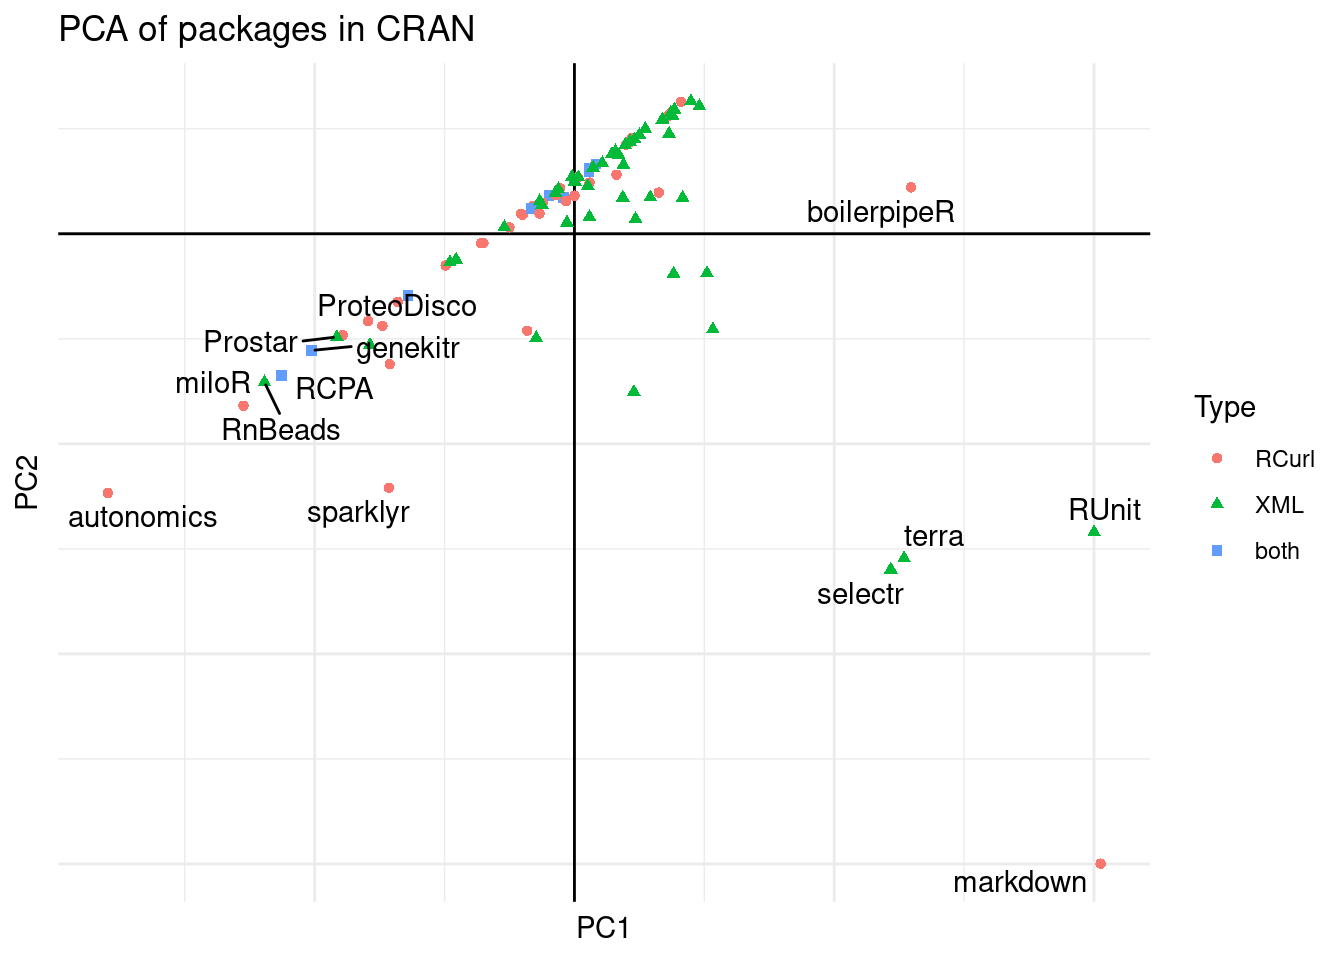 PCA of packages in CRAN
boilerpipeR
ProteoDisco
Prostar
genekitr
miloR
RCPA
RnBeads
autonomics
sparklyr
RUnit
terra
selectr
markdown
PC2
PC1
Type
RCurl
XML
both